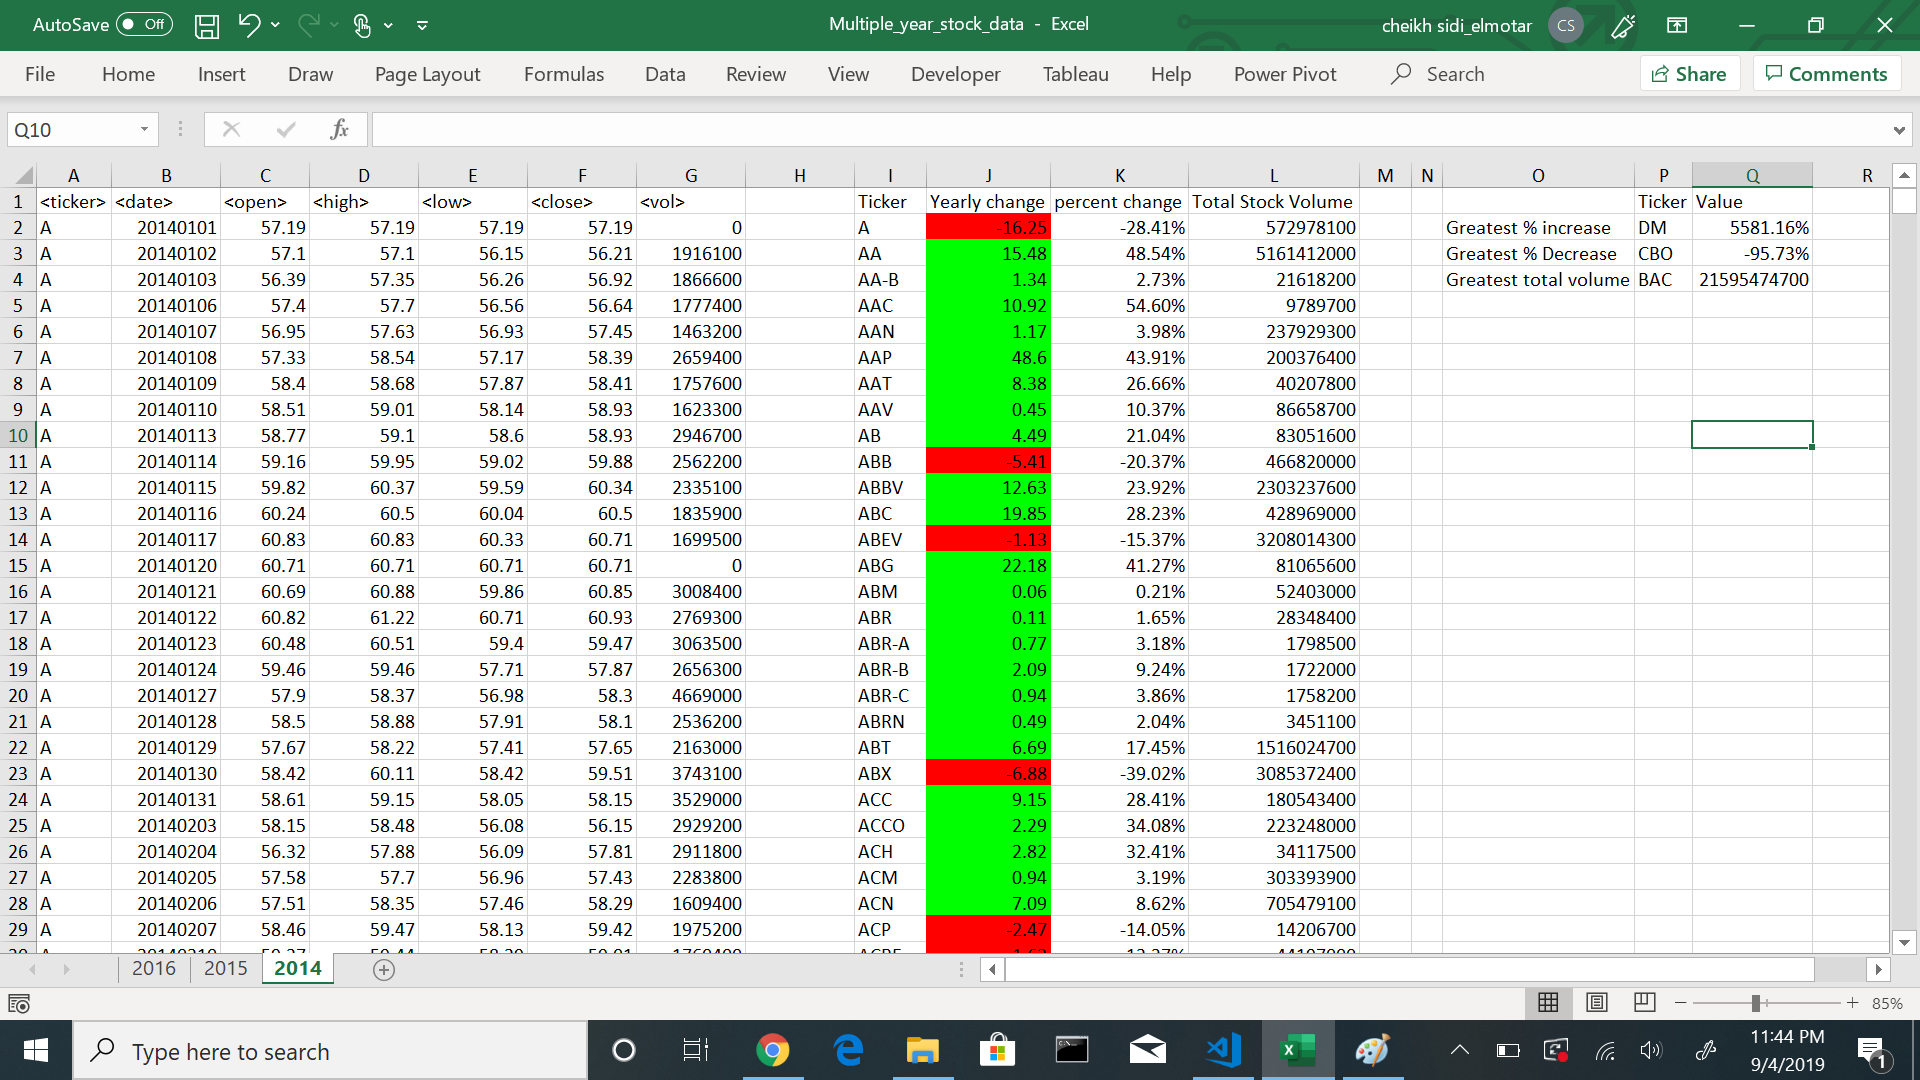 AutoSave Off Multiple_year_stock_data - Excel cheikh sidi_elmotar CS
File Home Insert Draw Page Layout Formulas Data Review View Developer Tableau Help Power Pivot Search Share Comments
Q10 fx
A B C D E F G H I J K L M N O P Q R
1 <ticker> <date> <open> <high> <low> <close> <vol> Ticker Yearly change percent change Total Stock Volume Ticker Value
2 A 20140101 57.19 57.19 57.19 57.19 0 A -16.25 -28.41% 572978100 Greatest % increase DM 5581.16%
3 A 20140102 57.1 57.1 56.15 56.21 1916100 AA 15.48 48.54% 5161412000 Greatest % Decrease CBO -95.73%
4 A 20140103 56.39 57.35 56.26 56.92 1866600 AA-B 1.34 2.73% 21618200 Greatest total volume BAC 21595474700
5 A 20140106 57.4 57.7 56.56 56.64 1777400 AAC 10.92 54.60% 9789700
6 A 20140107 56.95 57.63 56.93 57.45 1463200 AAN 1.17 3.98% 237929300
7 A 20140108 57.33 58.54 57.17 58.39 2659400 AAP 48.6 43.91% 200376400
8 A 20140109 58.4 58.68 57.87 58.41 1757600 AAT 8.38 26.66% 40207800
9 A 20140110 58.51 59.01 58.14 58.93 1623300 AAV 0.45 10.37% 86658700
10 A 20140113 58.77 59.1 58.6 58.93 2946700 AB 4.49 21.04% 83051600
11 A 20140114 59.16 59.95 59.02 59.88 2562200 ABB -5.41 -20.37% 466820000
12 A 20140115 59.82 60.37 59.59 60.34 2335100 ABBV 12.63 23.92% 2303237600
13 A 20140116 60.24 60.5 60.04 60.5 1835900 ABC 19.85 28.23% 428969000
14 A 20140117 60.83 60.83 60.33 60.71 1699500 ABEV -1.13 -15.37% 3208014300
15 A 20140120 60.71 60.71 60.71 60.71 0 ABG 22.18 41.27% 81065600
16 A 20140121 60.69 60.88 59.86 60.85 3008400 ABM 0.06 0.21% 52403000
17 A 20140122 60.82 61.22 60.71 60.93 2769300 ABR 0.11 1.65% 28348400
18 A 20140123 60.48 60.51 59.4 59.47 3063500 ABR-A 0.77 3.18% 1798500
19 A 20140124 59.46 59.46 57.71 57.87 2656300 ABR-B 2.09 9.24% 1722000
20 A 20140127 57.9 58.37 56.98 58.3 4669000 ABR-C 0.94 3.86% 1758200
21 A 20140128 58.5 58.88 57.91 58.1 2536200 ABRN 0.49 2.04% 3451100
22 A 20140129 57.67 58.22 57.41 57.65 2163000 ABT 6.69 17.45% 1516024700
23 A 20140130 58.42 60.11 58.42 59.51 3743100 ABX -6.88 -39.02% 3085372400
24 A 20140131 58.61 59.15 58.05 58.15 3529000 ACC 9.15 28.41% 180543400
25 A 20140203 58.15 58.48 56.08 56.15 2929200 ACCO 2.29 34.08% 223248000
26 A 20140204 56.32 57.88 56.09 57.81 2911800 ACH 2.82 32.41% 34117500
27 A 20140205 57.58 57.7 56.96 57.43 2283800 ACM 0.94 3.19% 303393900
28 A 20140206 57.51 58.35 57.46 58.29 1609400 ACN 7.09 8.62% 705479100
29 A 20140207 58.46 59.47 58.13 59.42 1975200 ACP -2.47 -14.05% 14206700
2016 2015 2014
85%
Type here to search 11:44 PM
9/4/2019 1